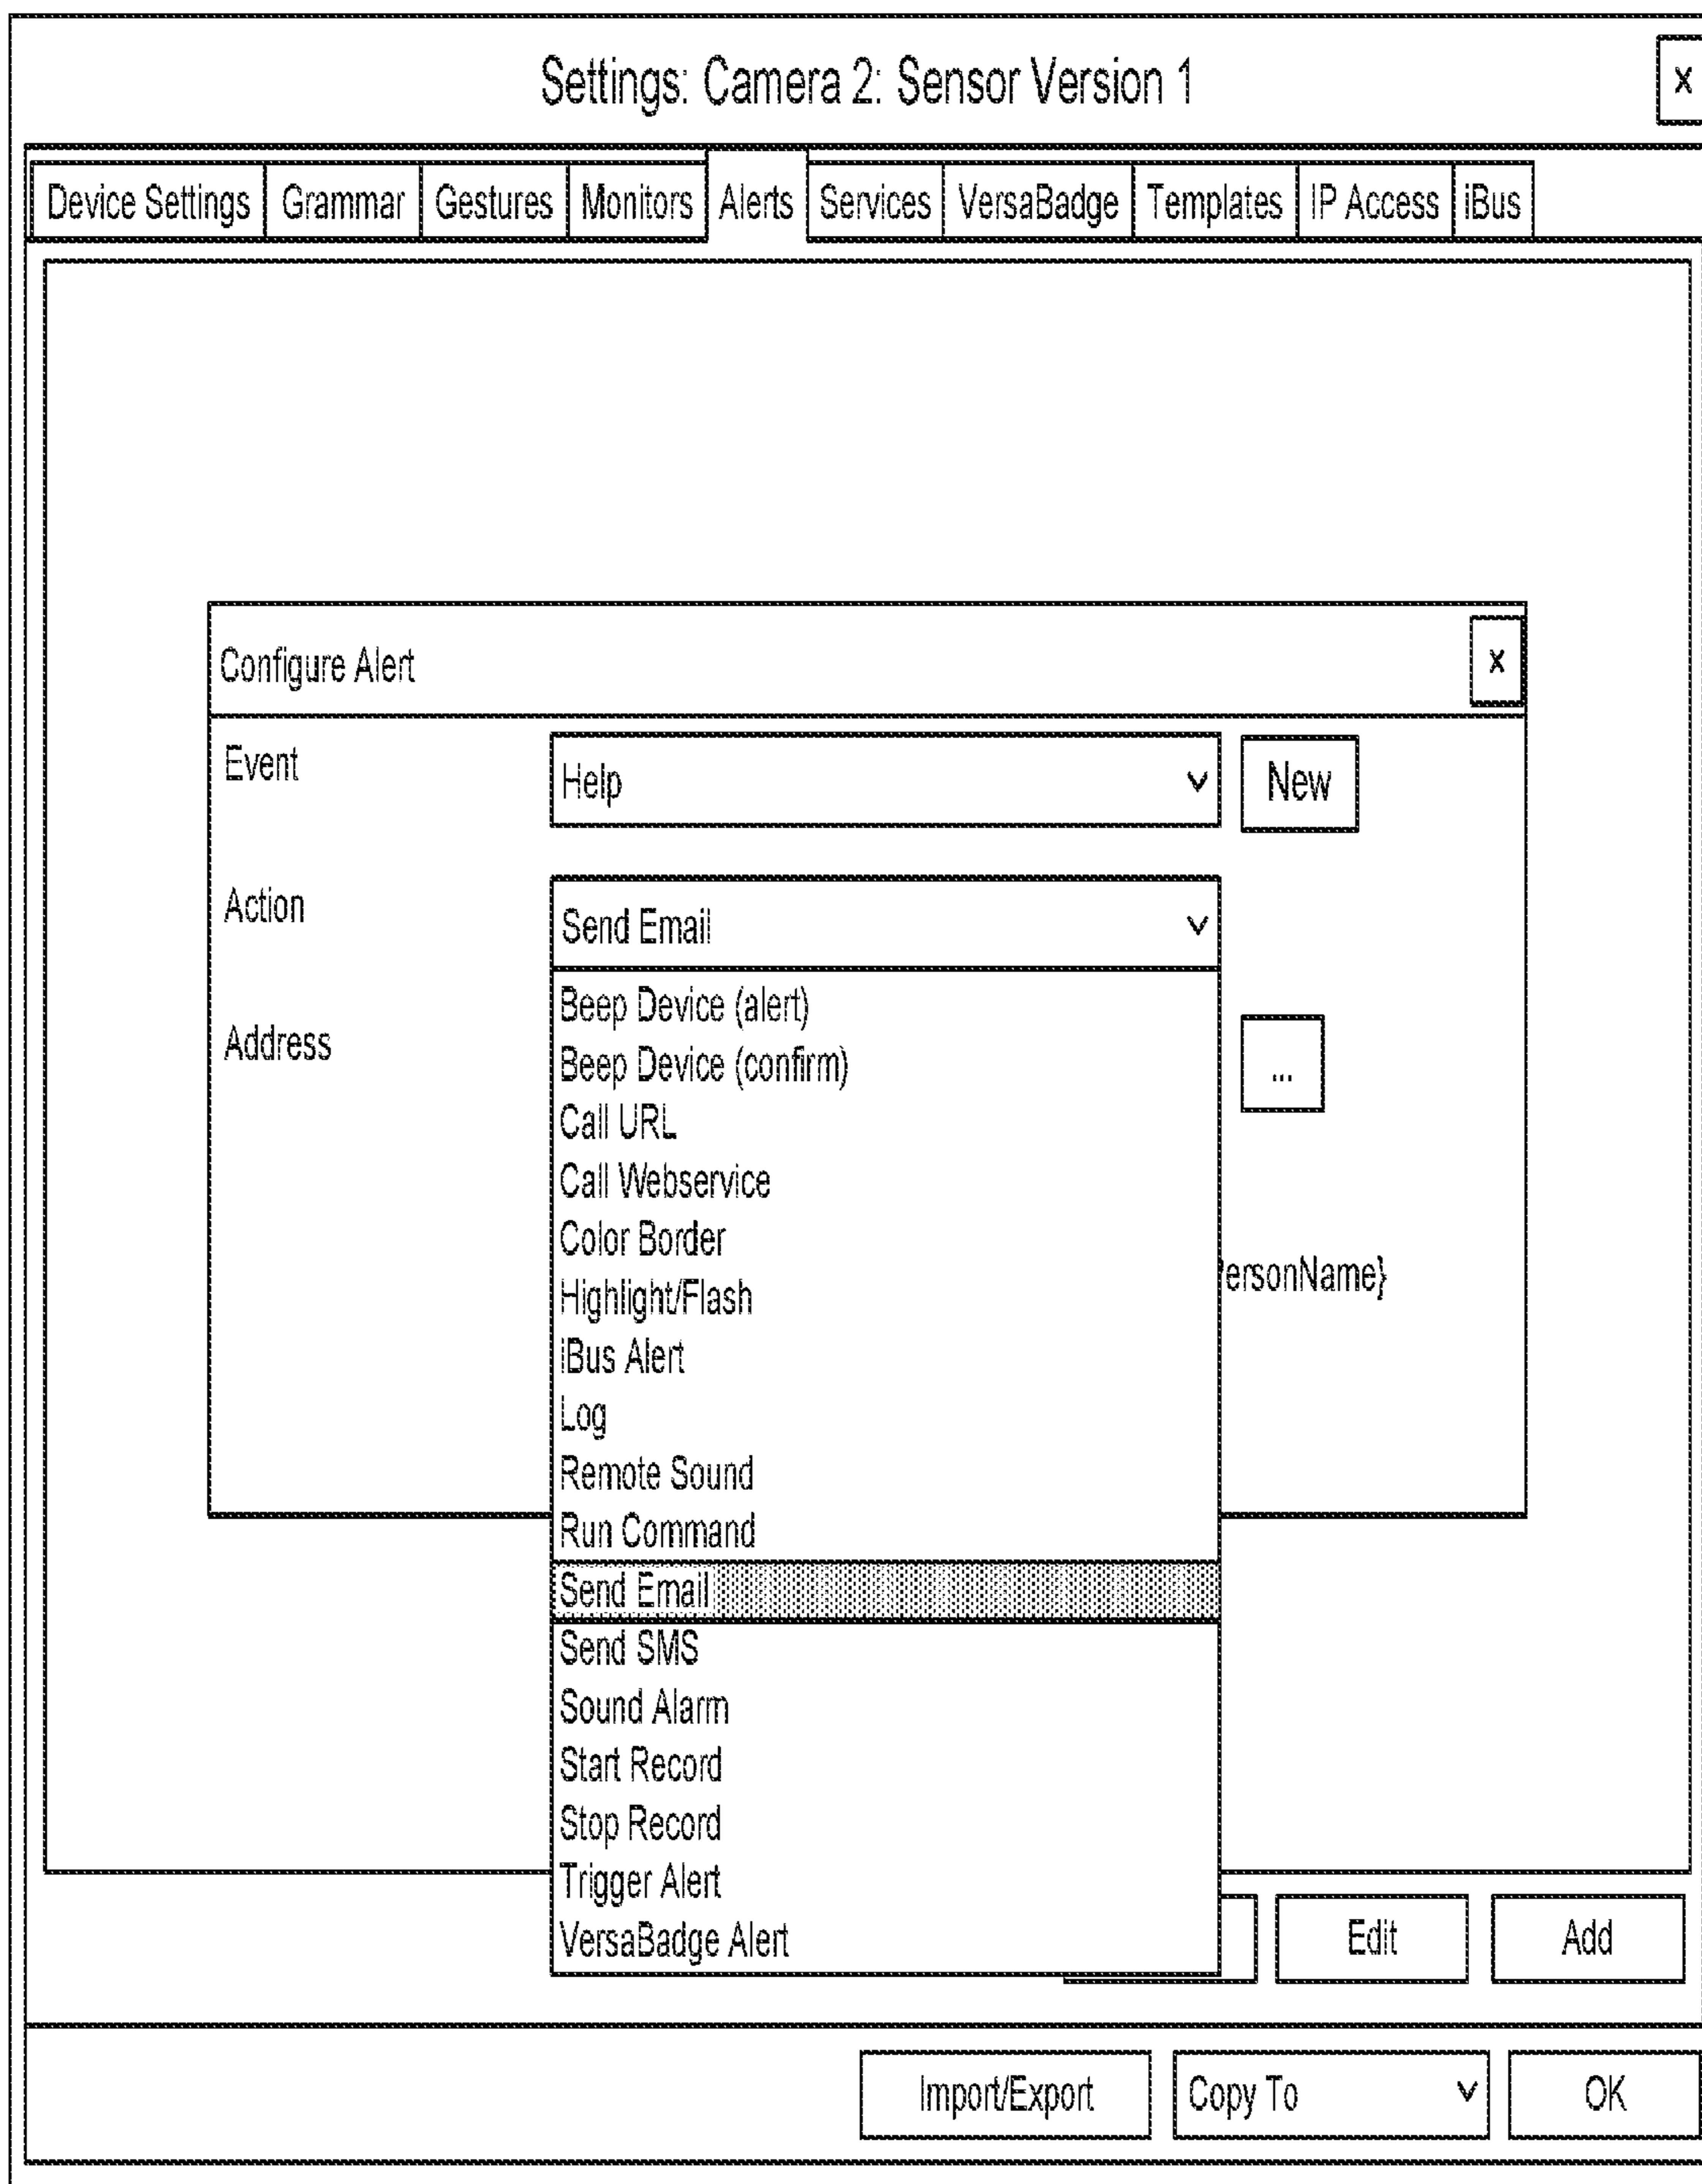 Settings: Camera 2: Sensor Version 1 x
Device Settings Grammar Gestures Monitors Alerts Services VersaBadge Templates IP Access iBus
Configure Alert x
Event Help v New
Action Send Email v
Beep Device (alert)
Address
Beep Device (confirm) ...
Call URL
Call Webservice
Color Border
ersonName}
Highlight/Flash
iBus Alert
Log
Remote Sound
Run Command
Send Email
Send SMS
Sound Alarm
Start Record
Stop Record
Trigger Alert
VersaBadge Alert Edit Add
Import/Export Copy To v OK